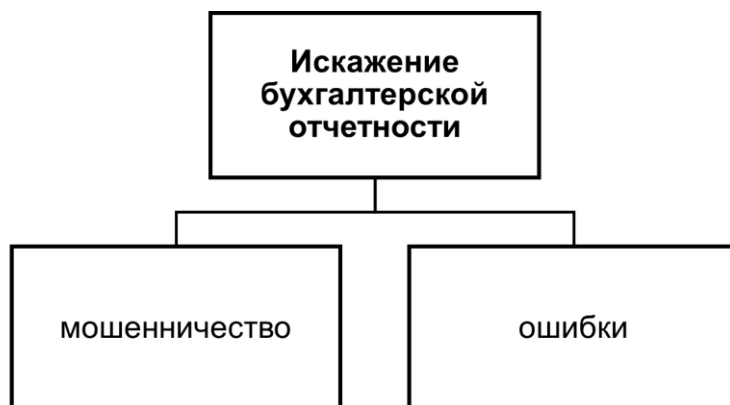 Искажение
бухгалтерской
отчетности
мошенничество
ошибки